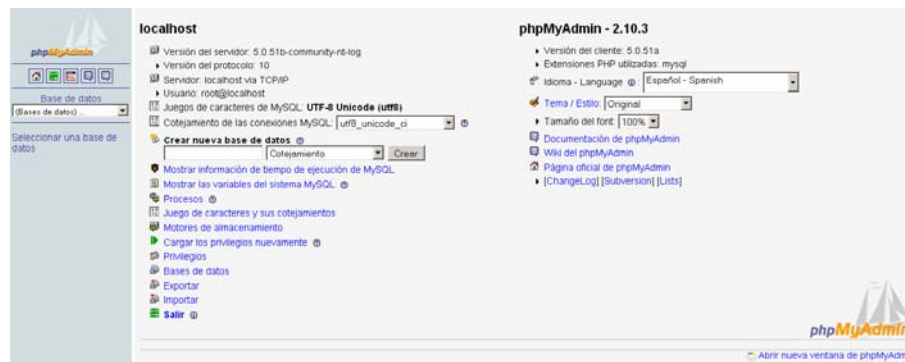 phpMyAdmin
Base de datos
(Bases de datos) ...
Seleccionar una base de
datos
localhost
Versión del servidor: 5.0.51b-community-nt-log
Versión del protocolo: 10
Servidor: localhost via TCP/IP
Usuario: root@localhost
Juegos de caracteres de MySQL: UTF-8 Unicode (utf8)
Cotejamiento de las conexiones MySQL: utf8_unicode_ci
Crear nueva base de datos
Cotejamiento Crear
Mostrar información de tiempo de ejecución de MySQL
Mostrar las variables del sistema MySQL
Procesos
Juego de caracteres y sus cotejamientos
Motores de almacenamiento
Cargar los privilegios nuevamente
Privilegios
Bases de datos
Exportar
Importar
Salir
phpMyAdmin - 2.10.3
Versión del cliente: 5.0.51a
Extensiones PHP utilizadas: mysql
Idioma - Language : Español - Spanish
Tema / Estilo: Original
Tamaño del font: 100%
Documentación de phpMyAdmin
Wiki del phpMyAdmin
Página oficial de phpMyAdmin
[ChangeLog] [Subversion] [Lists]
phpMyAdmin
Abrir nueva ventana de phpMyAdm